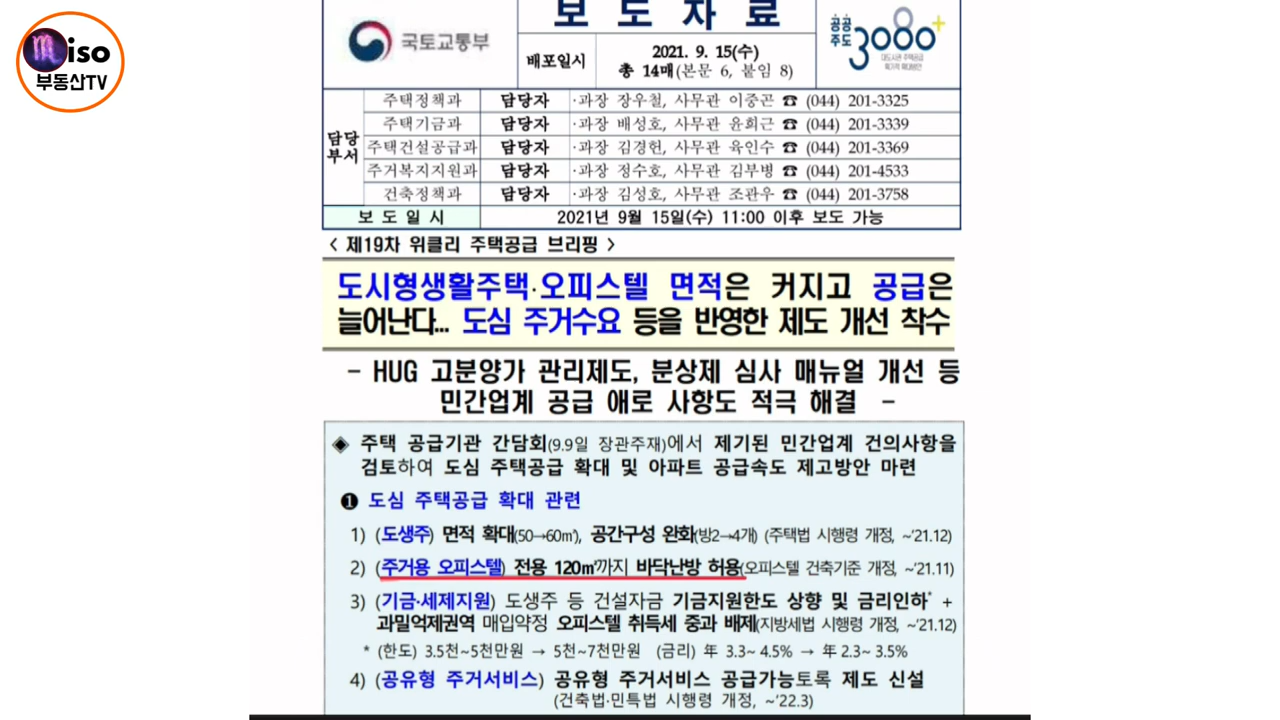 Miso
부동산TV
보 도 자 료
국토교통부
배포일시
2021. 9. 15(수)
총 14매(본문 6, 붙임 8)
공공주도 3080+
대도시권 주택공급
획기적 확대방안
담당
부서
주택정책과 담당자 ·과장 장우철, 사무관 이중곤 ☎ (044) 201-3325
주택기금과 담당자 ·과장 배성호, 사무관 윤희근 ☎ (044) 201-3339
주택건설공급과 담당자 ·과장 김경헌, 사무관 육인수 ☎ (044) 201-3369
주거복지지원과 담당자 ·과장 정수호, 사무관 김부병 ☎ (044) 201-4533
건축정책과 담당자 ·과장 김성호, 사무관 조관우 ☎ (044) 201-3758
보 도 일 시 2021년 9월 15일(수) 11:00 이후 보도 가능
< 제19차 위클리 주택공급 브리핑 >
도시형생활주택·오피스텔 면적은 커지고 공급은
늘어난다... 도심 주거수요 등을 반영한 제도 개선 착수
- HUG 고분양가 관리제도, 분상제 심사 매뉴얼 개선 등
민간업계 공급 애로 사항도 적극 해결 -
◈ 주택 공급기관 간담회(9.9일 장관주재)에서 제기된 민간업계 건의사항을
검토하여 도심 주택공급 확대 및 아파트 공급속도 제고방안 마련
❶ 도심 주택공급 확대 관련
1) (도생주) 면적 확대(50→60㎡), 공간구성 완화(방2→4개) (주택법 시행령 개정, ~'21.12)
2) (주거용 오피스텔) 전용 120㎡까지 바닥난방 허용(오피스텔 건축기준 개정, ~'21.11)
3) (기금·세제지원) 도생주 등 건설자금 기금지원한도 상향 및 금리인하* +
과밀억제권역 매입약정 오피스텔 취득세 중과 배제(지방세법 시행령 개정, ~'21.12)
* (한도) 3.5천~5천만원 → 5천~7천만원 (금리) 年 3.3~ 4.5% → 年 2.3~ 3.5%
4) (공유형 주거서비스) 공유형 주거서비스 공급가능토록 제도 신설
(건축법·민특법 시행령 개정, ~'22.3)